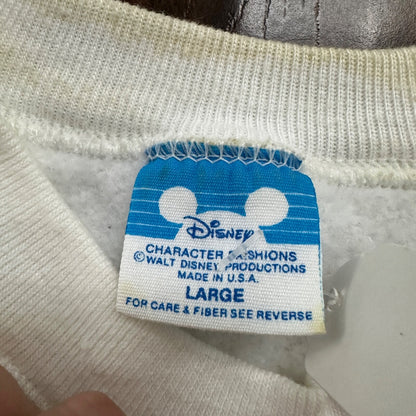 Disney
CHARACTER FASHIONS
©WALT DISNEY PRODUCTIONS
MADE IN U.S.A.
LARGE
FOR CARE & FIBER SEE REVERSE